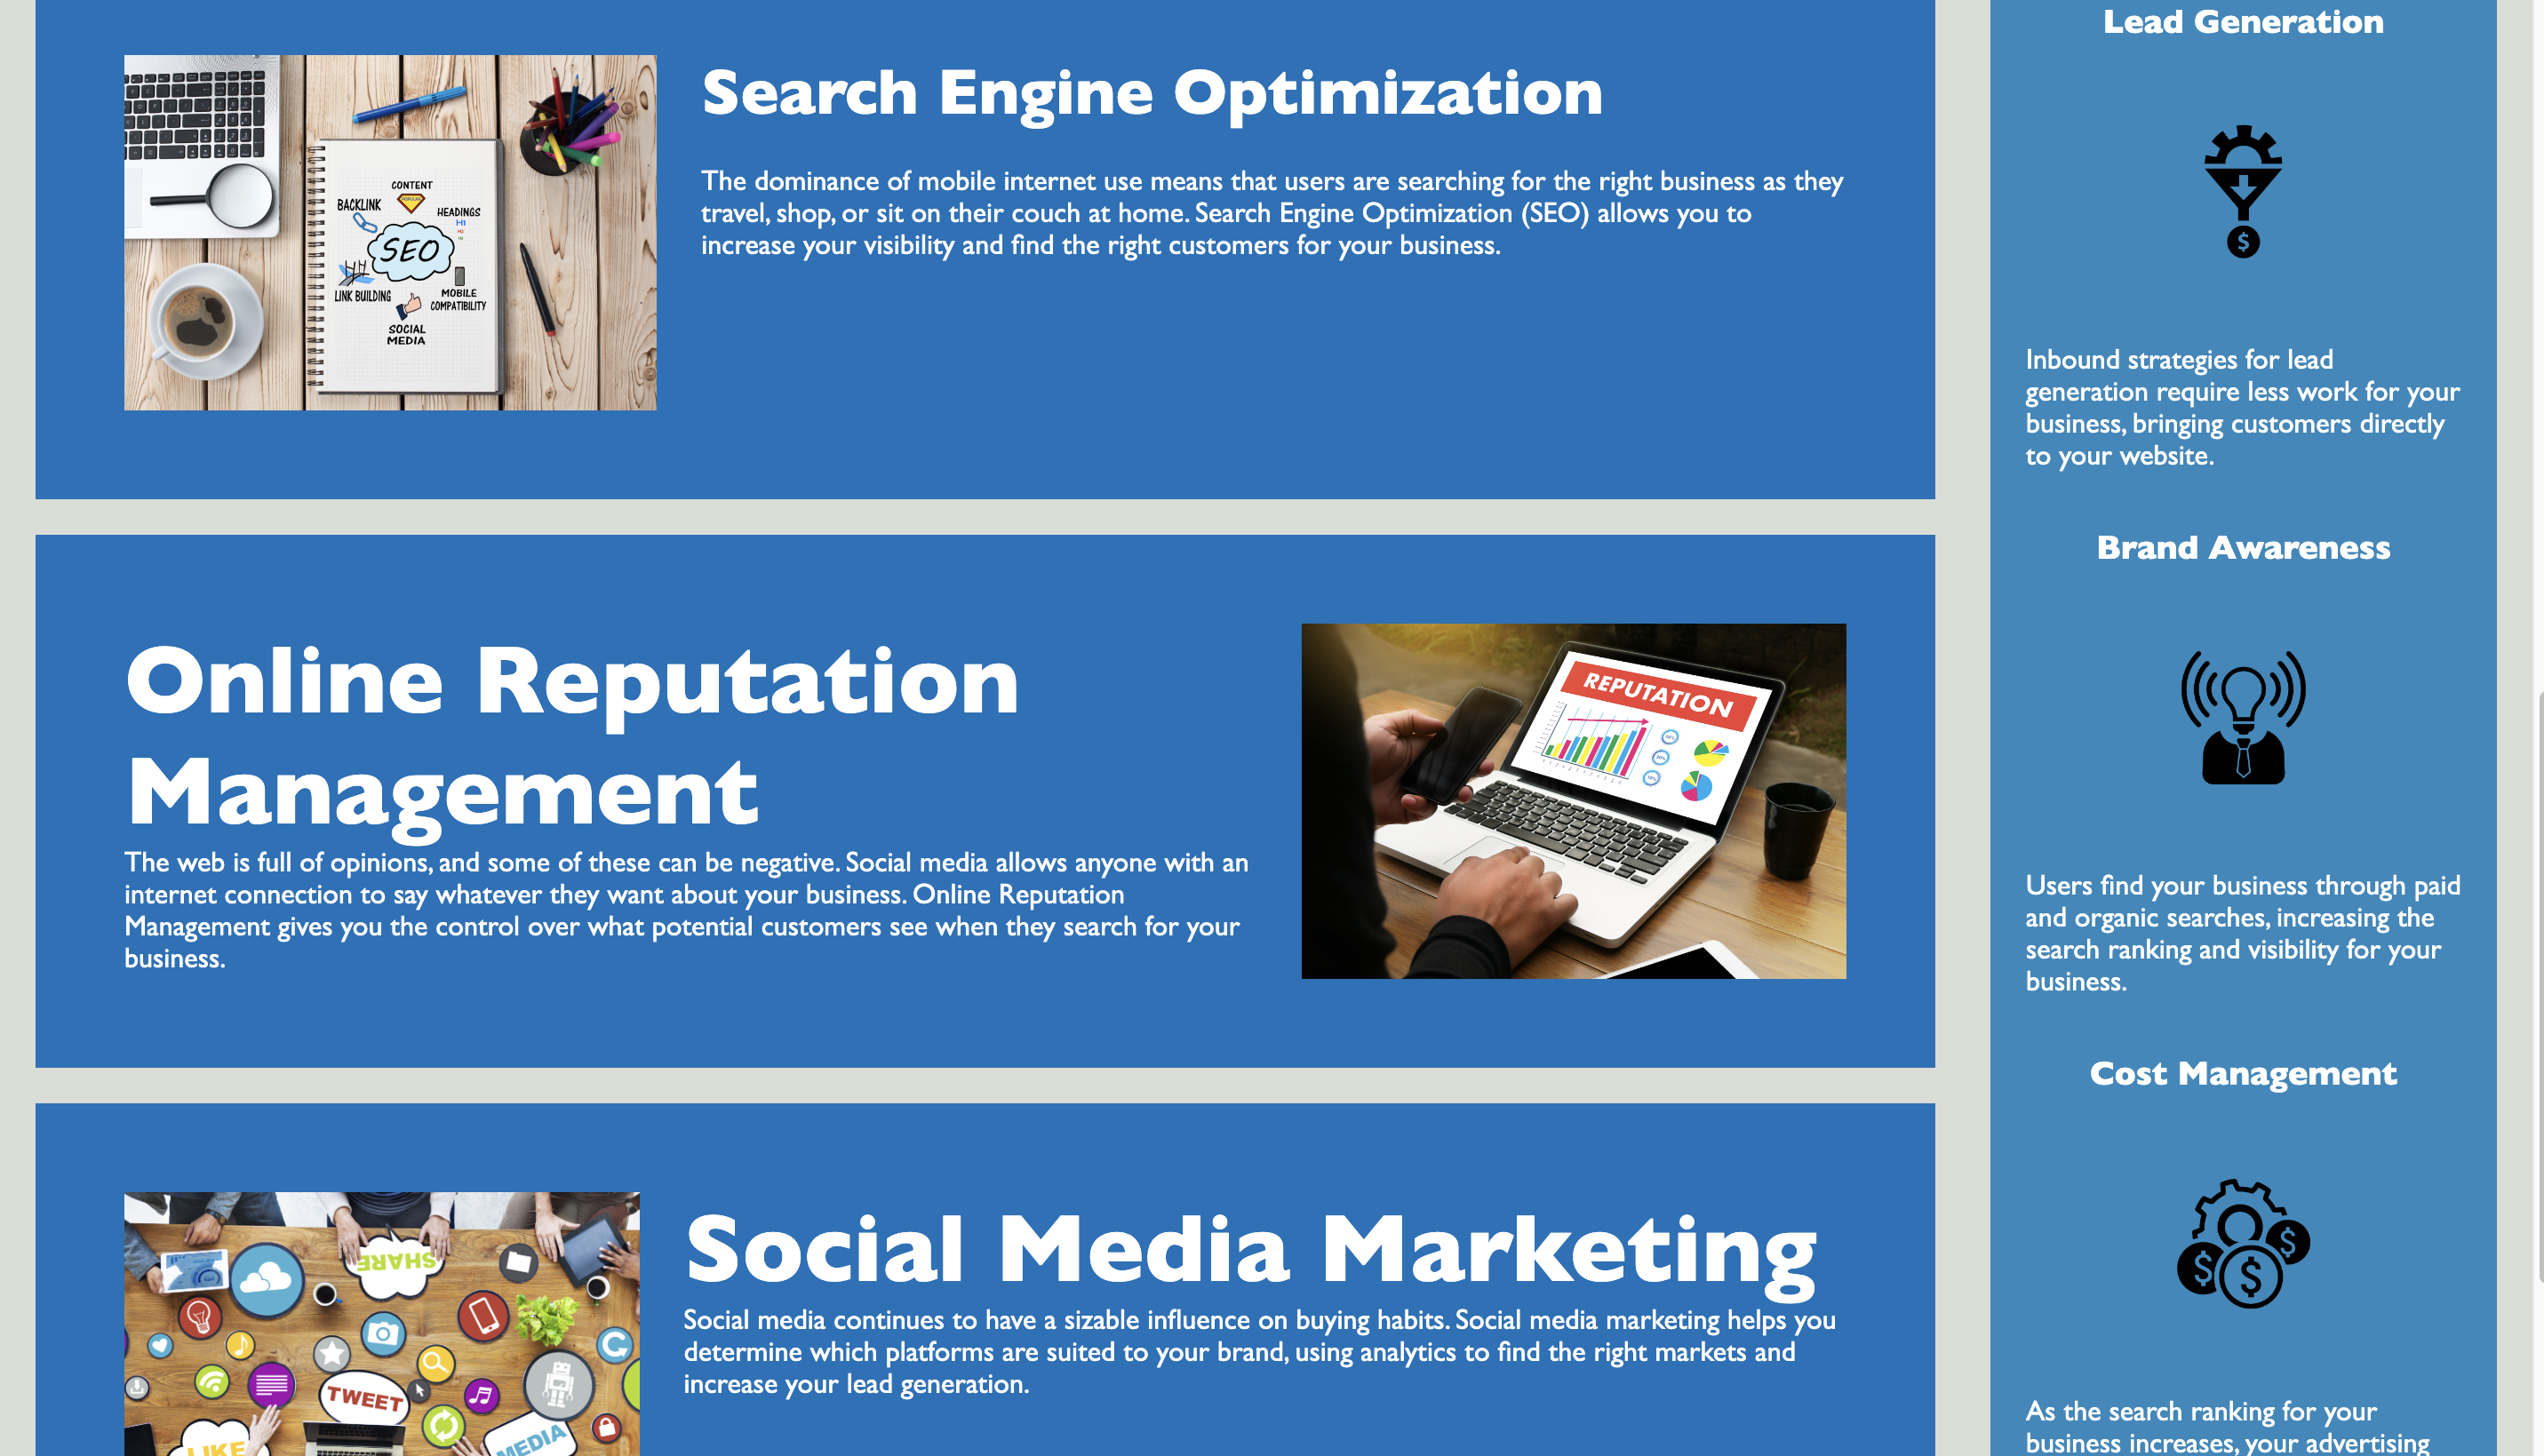 Search Engine Optimization
The dominance of mobile internet use means that users are searching for the right business as they
travel, shop, or sit on their couch at home. Search Engine Optimization (SEO) allows you to
increase your visibility and find the right customers for your business.
CONTENT
BACKLINK
HEADINGS
H1
SEO
LINK BUILDING
MOBILE
COMPATIBILITY
SOCIAL
MEDIA
Online Reputation
Management
The web is full of opinions, and some of these can be negative. Social media allows anyone with an
internet connection to say whatever they want about your business. Online Reputation
Management gives you the control over what potential customers see when they search for your
business.
REPUTATION
Social Media Marketing
Social media continues to have a sizable influence on buying habits. Social media marketing helps you
determine which platforms are suited to your brand, using analytics to find the right markets and
increase your lead generation.
SHARE
TWEET
LIKE
MEDIA
Lead Generation
$
Inbound strategies for lead
generation require less work for your
business, bringing customers directly
to your website.
Brand Awareness
Users find your business through paid
and organic searches, increasing the
search ranking and visibility for your
business.
Cost Management
$ $ $
As the search ranking for your
business increases, your advertising